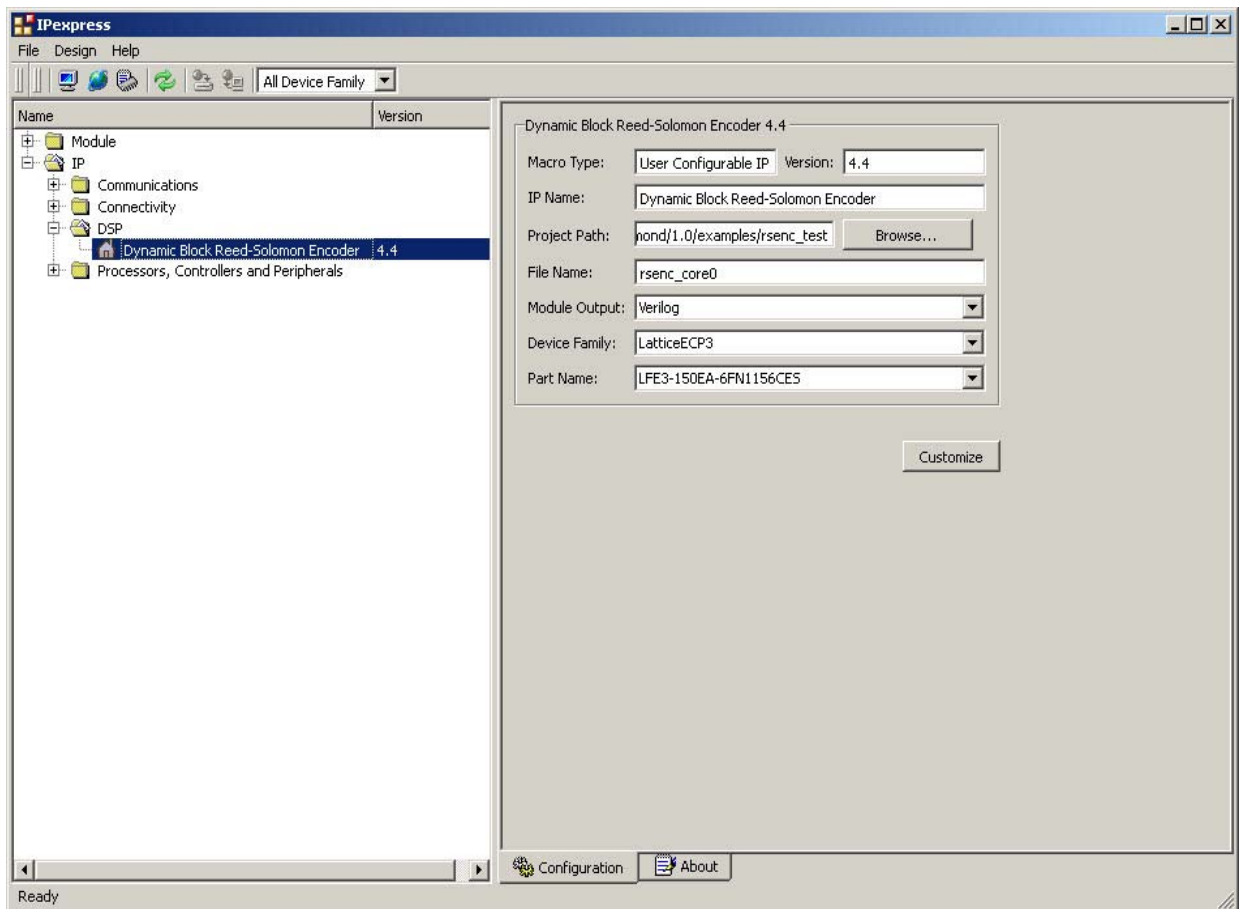 IPexpress
File Design Help
All Device Family
Name Version
Module
IP
Communications
Connectivity
DSP
Dynamic Block Reed-Solomon Encoder 4.4
Processors, Controllers and Peripherals
Dynamic Block Reed-Solomon Encoder 4.4
Macro Type: User Configurable IP Version: 4.4
IP Name: Dynamic Block Reed-Solomon Encoder
Project Path: nond/1.0/examples/rsenc_test Browse...
File Name: rsenc_core0
Module Output: Verilog
Device Family: LatticeECP3
Part Name: LFE3-150EA-6FN1156CES
Customize
Configuration About
Ready